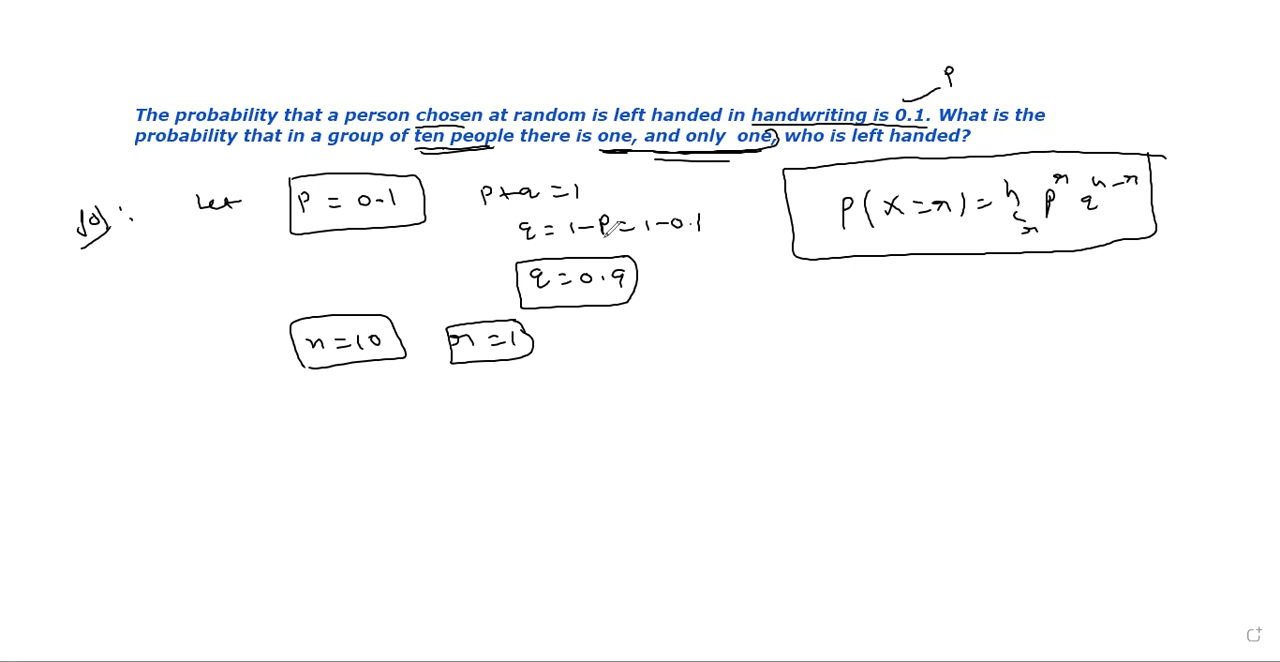 P
The probability that a person chosen at random is left handed in handwriting is 0.1. What is the
probability that in a group of ten people there is one, and only one, who is left handed?
Sol:
Let P = 0.1
P+q = 1
q = 1-P = 1-0.1
q = 0.9
n = 10
r = 1
P(X=r) = nCr P^r q^n-r